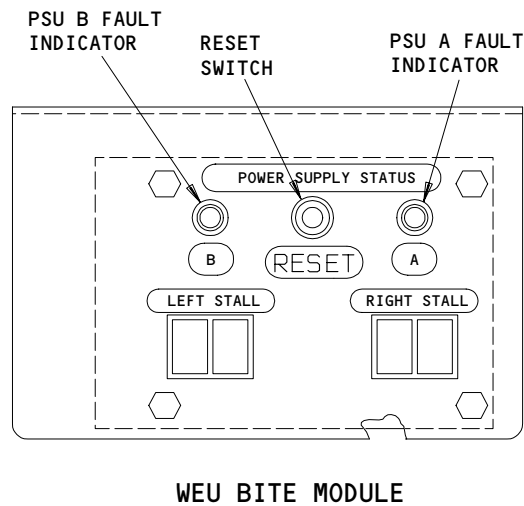 PSU B FAULT
INDICATOR
RESET
SWITCH
PSU A FAULT
INDICATOR
POWER SUPPLY STATUS
B
RESET
A
LEFT STALL
RIGHT STALL
WEU BITE MODULE